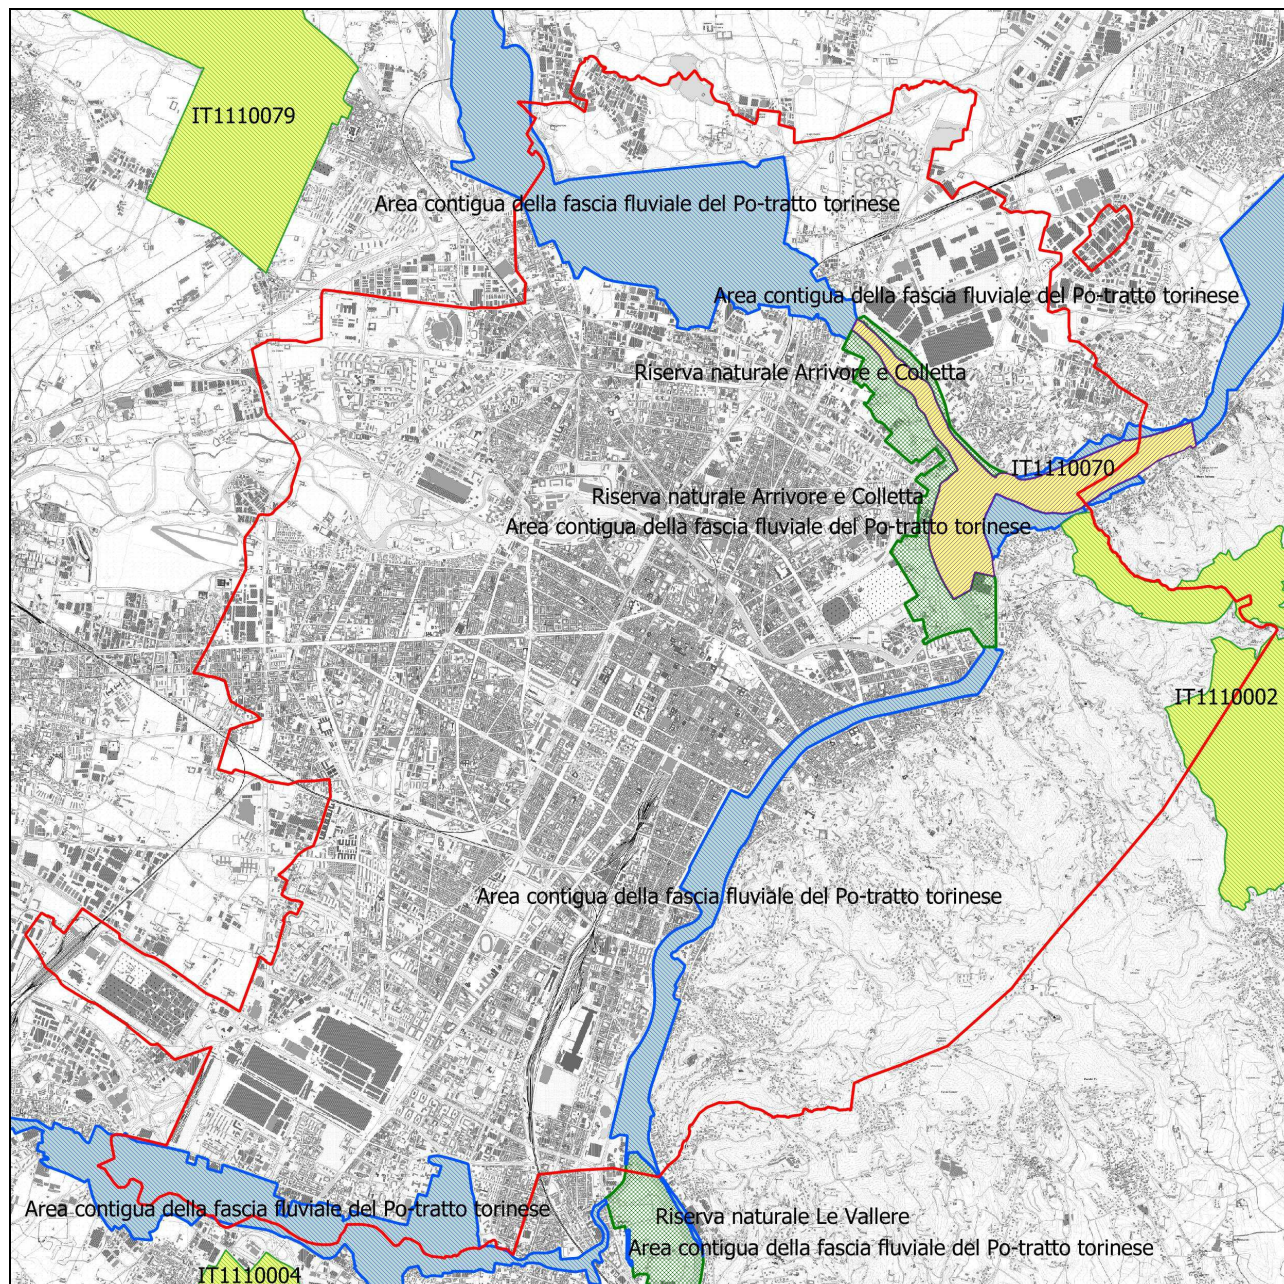 IT1110079
Area contigua della fascia fluviale del Po-tratto torinese
Area contigua della fascia fluviale del Po-tratto torinese
Riserva naturale Arrivore e Colletta
IT1110070
Riserva naturale Arrivore e Colletta
Area contigua della fascia fluviale del Po-tratto torinese
IT1110002
Area contigua della fascia fluviale del Po-tratto torinese
Area contigua della fascia fluviale del Po-tratto torinese
Riserva naturale Le Vallere
Area contigua della fascia fluviale del Po-tratto torinese
IT1110004